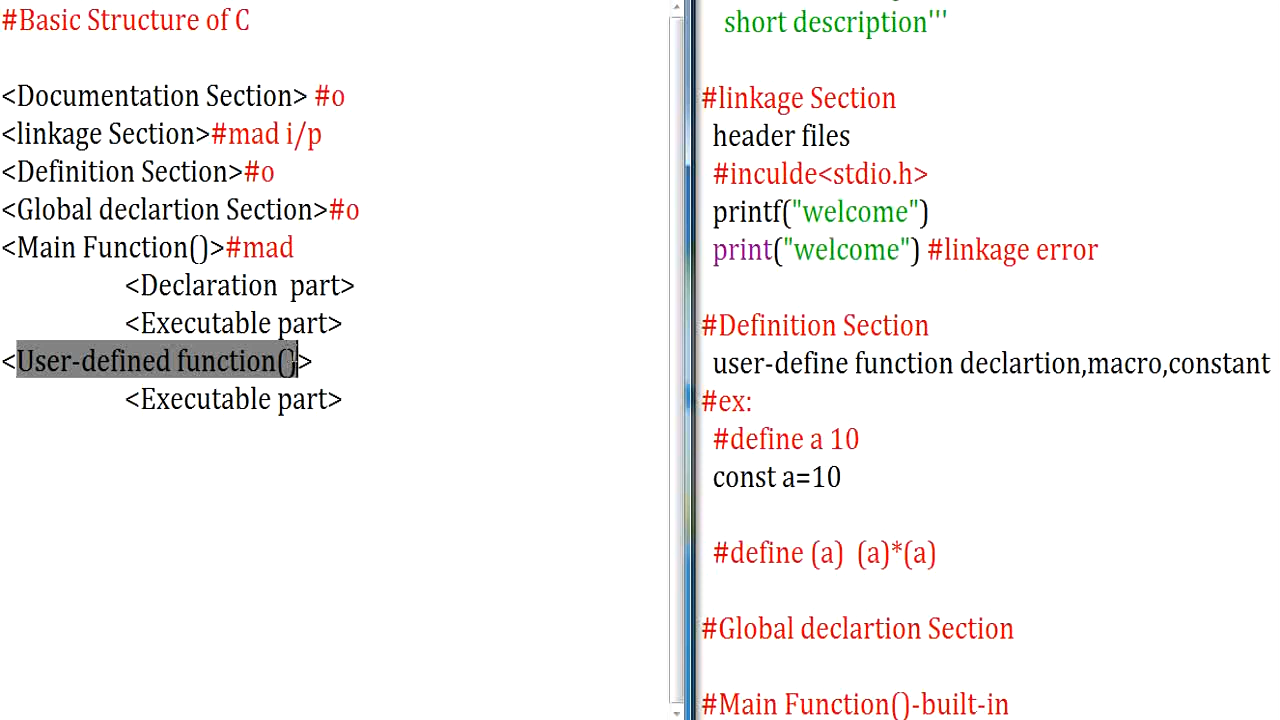 #Basic Structure of C
<Documentation Section> #o
<linkage Section>#mad i/p
<Definition Section>#o
<Global declartion Section>#o
<Main Function()>#mad
<Declaration  part>
<Executable part>
<User-defined function()>
<Executable part>
short description'''
#linkage Section
header files
#inculde<stdio.h>
printf("welcome")
print("welcome") #linkage error
#Definition Section
user-define function declartion,macro,constant
#ex:
#define a 10
const a=10
#define (a)  (a)*(a)
#Global declartion Section
#Main Function()-built-in